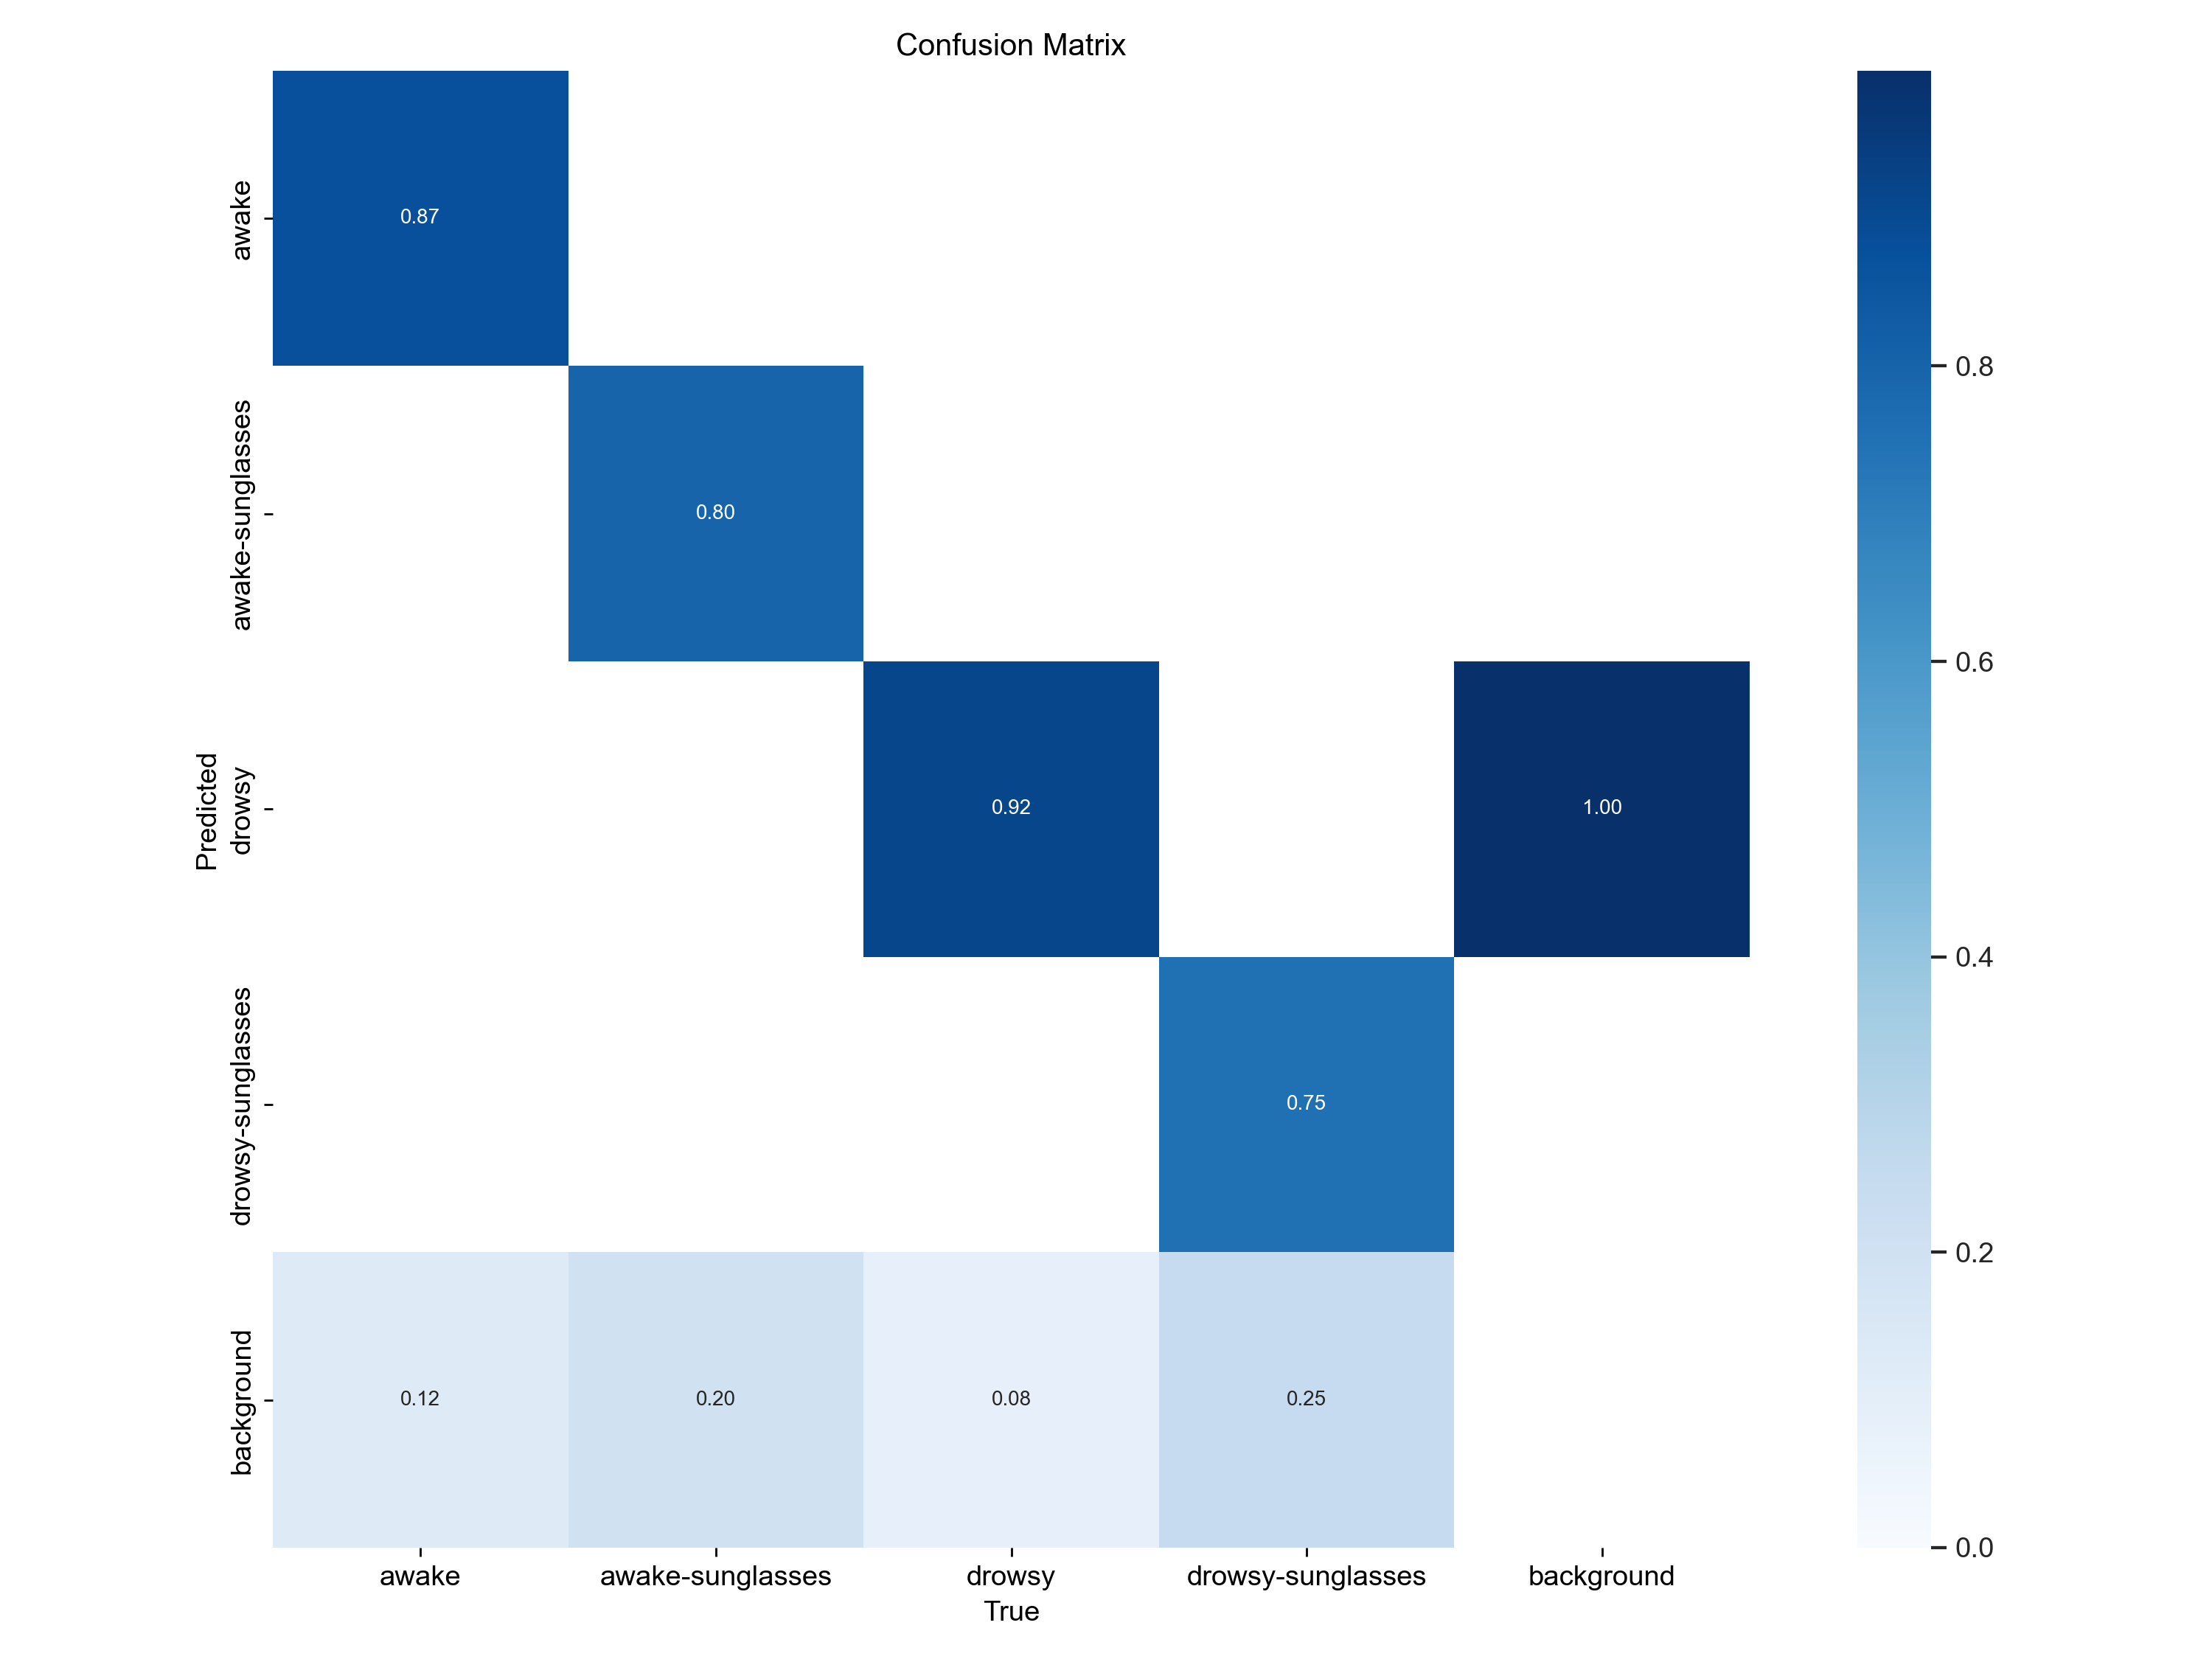 Confusion Matrix
Predicted
awake
awake-sunglasses
drowsy
drowsy-sunglasses
background
0.87
0.80
0.92
1.00
0.75
0.12
0.20
0.08
0.25
awake
awake-sunglasses
drowsy
drowsy-sunglasses
background
True
0.8
0.6
0.4
0.2
0.0